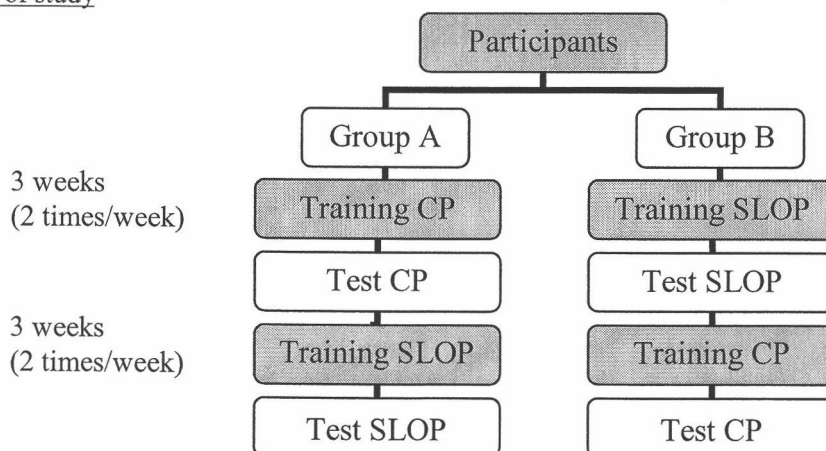 of study
Participants
Group A Group B
3 weeks
(2 times/week)
Training CP Training SLOP
Test CP Test SLOP
3 weeks
(2 times/week)
Training SLOP Training CP
Test SLOP Test CP